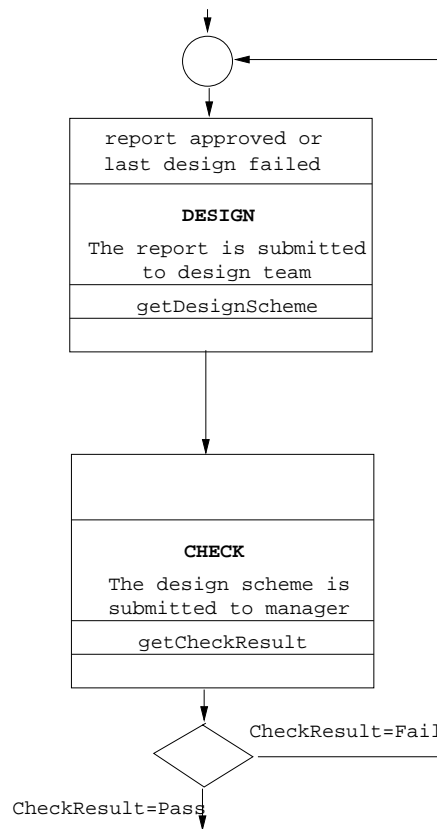 report approved or
last design failed
DESIGN
The report is submitted
to design team
getDesignScheme
CHECK
The design scheme is
submitted to manager
getCheckResult
CheckResult=Fail
CheckResult=Pass